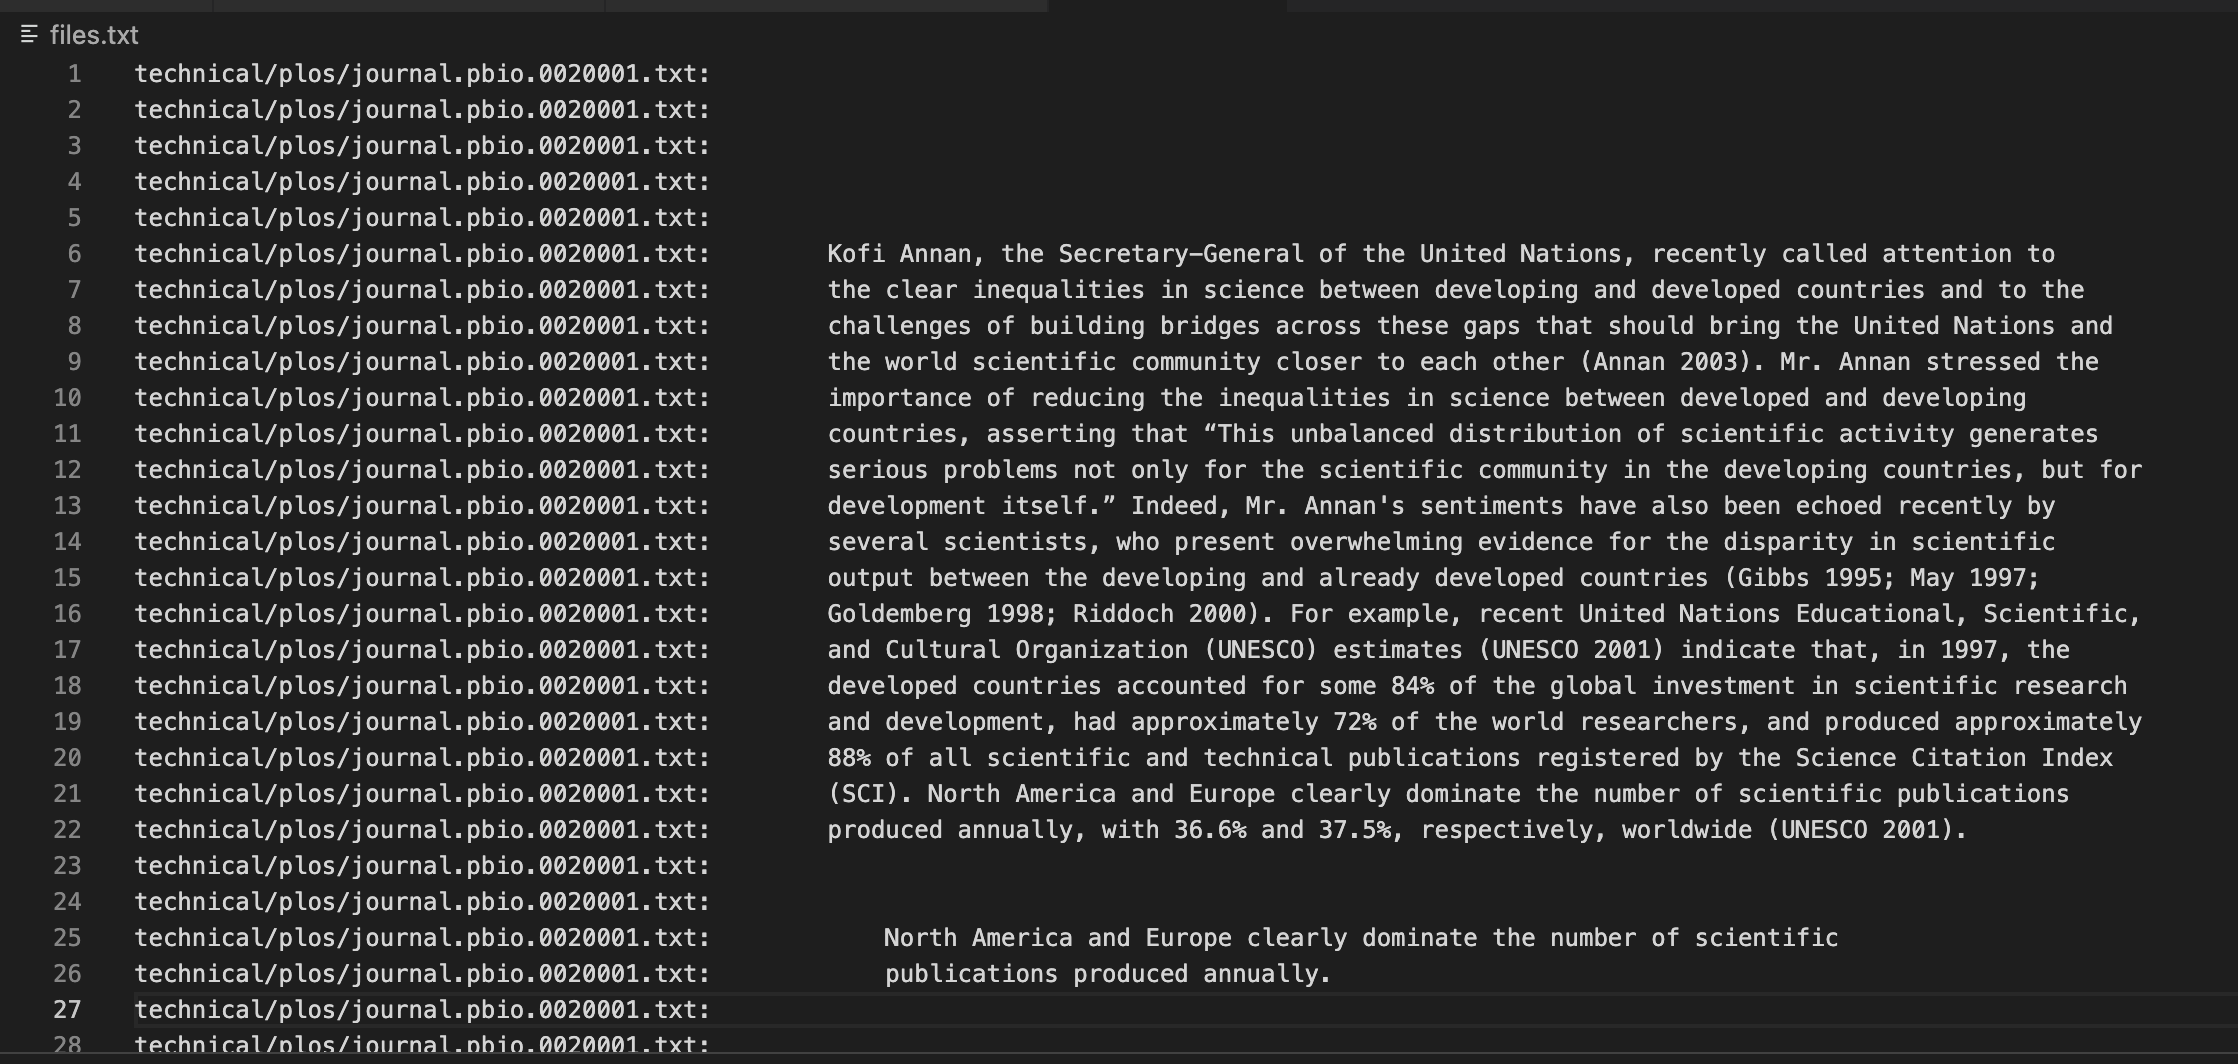 files.txt
1 technical/plos/journal.pbio.0020001.txt:
2 technical/plos/journal.pbio.0020001.txt:
3 technical/plos/journal.pbio.0020001.txt:
4 technical/plos/journal.pbio.0020001.txt:
5 technical/plos/journal.pbio.0020001.txt:
6 technical/plos/journal.pbio.0020001.txt: Kofi Annan, the Secretary-General of the United Nations, recently called attention to
7 technical/plos/journal.pbio.0020001.txt: the clear inequalities in science between developing and developed countries and to the
8 technical/plos/journal.pbio.0020001.txt: challenges of building bridges across these gaps that should bring the United Nations and
9 technical/plos/journal.pbio.0020001.txt: the world scientific community closer to each other (Annan 2003). Mr. Annan stressed the
10 technical/plos/journal.pbio.0020001.txt: importance of reducing the inequalities in science between developed and developing
11 technical/plos/journal.pbio.0020001.txt: countries, asserting that “This unbalanced distribution of scientific activity generates
12 technical/plos/journal.pbio.0020001.txt: serious problems not only for the scientific community in the developing countries, but for
13 technical/plos/journal.pbio.0020001.txt: development itself.” Indeed, Mr. Annan's sentiments have also been echoed recently by
14 technical/plos/journal.pbio.0020001.txt: several scientists, who present overwhelming evidence for the disparity in scientific
15 technical/plos/journal.pbio.0020001.txt: output between the developing and already developed countries (Gibbs 1995; May 1997;
16 technical/plos/journal.pbio.0020001.txt: Goldemberg 1998; Riddoch 2000). For example, recent United Nations Educational, Scientific,
17 technical/plos/journal.pbio.0020001.txt: and Cultural Organization (UNESCO) estimates (UNESCO 2001) indicate that, in 1997, the
18 technical/plos/journal.pbio.0020001.txt: developed countries accounted for some 84% of the global investment in scientific research
19 technical/plos/journal.pbio.0020001.txt: and development, had approximately 72% of the world researchers, and produced approximately
20 technical/plos/journal.pbio.0020001.txt: 88% of all scientific and technical publications registered by the Science Citation Index
21 technical/plos/journal.pbio.0020001.txt: (SCI). North America and Europe clearly dominate the number of scientific publications
22 technical/plos/journal.pbio.0020001.txt: produced annually, with 36.6% and 37.5%, respectively, worldwide (UNESCO 2001).
23 technical/plos/journal.pbio.0020001.txt:
24 technical/plos/journal.pbio.0020001.txt:
25 technical/plos/journal.pbio.0020001.txt: North America and Europe clearly dominate the number of scientific
26 technical/plos/journal.pbio.0020001.txt: publications produced annually.
27 technical/plos/journal.pbio.0020001.txt:
28 technical/plos/journal.pbio.0020001.txt: